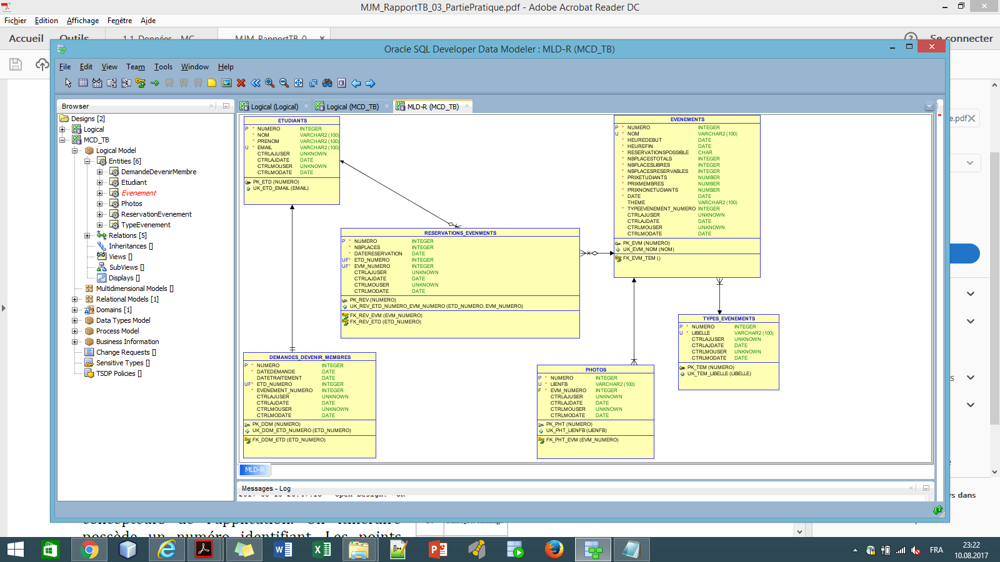 MJM_RapportTB_03_PartiePratique.pdf - Adobe Acrobat Reader DC
Fichier Edition Affichage Fenêtre Aide
Accueil Outils 1.1_Données MC MJM_RapportTB_0 Se connecter
Oracle SQL Developer Data Modeler : MLD-R (MCD_TB)
File Edit View Team Tools Window Help
Browser
Designs [2]
Logical
MCD_TB
Logical Model
Entities [6]
DemandeDevenirMembre
Etudiant
Evenement
Photos
ReservationEvenement
TypeEvenement
Relations [5]
Inheritances []
Views []
SubViews []
Displays []
Multidimensional Models []
Relational Models [1]
Domains [1]
Data Types Model
Process Model
Business Information
Change Requests []
Sensitive Types []
TSDP Policies []
Logical (Logical) Logical (MCD_TB) MLD-R (MCD_TB)
ETUDIANTS
P * NUMERO INTEGER
* NOM VARCHAR2 (100)
* PRENOM VARCHAR2 (100)
U * EMAIL VARCHAR2 (100)
CTRLAJUSER UNKNOWN
CTRLAJDATE DATE
CTRLMOUSER UNKNOWN
CTRLMODATE DATE
PK_ETD (NUMERO)
UK_ETD_EMAIL (EMAIL)
EVENEMENTS
P * NUMERO INTEGER
U * NOM VARCHAR2 (100)
* HEUREDEBUT DATE
* HEUREFIN DATE
* RESERVATIONSPOSSIBLE CHAR
* NBPLACESTOTALS INTEGER
* NBPLACESLIBRES INTEGER
* NBPLACESRESERVABLES INTEGER
* PRIXETUDIANTS NUMBER
* PRIXMEMBRES NUMBER
* PRIXNONETUDIANTS NUMBER
* DATE DATE
THEME VARCHAR2 (100)
* TYPEEVENEMENT_NUMERO INTEGER
CTRLAJUSER UNKNOWN
CTRLAJDATE DATE
CTRLMOUSER UNKNOWN
CTRLMODATE DATE
PK_EVM (NUMERO)
UK_EVM_NOM (NOM)
FK_EVM_TEM ()
RESERVATIONS_EVENMENTS
P * NUMERO INTEGER
* NBPLACES INTEGER
* DATERESERVATION DATE
UF* ETD_NUMERO INTEGER
UF* EVM_NUMERO INTEGER
CTRLAJUSER UNKNOWN
CTRLAJDATE DATE
CTRLMOUSER UNKNOWN
CTRLMODATE DATE
PK_REV (NUMERO)
UK_REV_ETD_NUMERO_EVM_NUMERO (ETD_NUMERO, EVM_NUMERO)
FK_REV_EVM (EVM_NUMERO)
FK_REV_ETD (ETD_NUMERO)
TYPES_EVENEMENTS
P * NUMERO INTEGER
U * LIBELLE VARCHAR2 (100)
CTRLAJUSER UNKNOWN
CTRLAJDATE DATE
CTRLMOUSER UNKNOWN
CTRLMODATE DATE
PK_TEM (NUMERO)
UK_TEM_LIBELLE (LIBELLE)
DEMANDES_DEVENIR_MEMBRES
P * NUMERO INTEGER
* DATEDEMANDE DATE
DATETRAITEMENT DATE
UF* ETD_NUMERO INTEGER
* EVENEMENT_NUMERO INTEGER
CTRLAJUSER UNKNOWN
CTRLAJDATE DATE
CTRLMOUSER UNKNOWN
CTRLMODATE DATE
PK_DDM (NUMERO)
UK_DDM_ETD_NUMERO (ETD_NUMERO)
FK_DDM_ETD (ETD_NUMERO)
PHOTOS
P * NUMERO INTEGER
U * LIENFB VARCHAR2 (100)
F * EVM_NUMERO INTEGER
CTRLAJUSER UNKNOWN
CTRLAJDATE DATE
CTRLMOUSER UNKNOWN
CTRLMODATE DATE
PK_PHT (NUMERO)
UK_PHT_LIENFB (LIENFB)
FK_PHT_EVM (EVM_NUMERO)
MLD-R
Messages - Log
e.pdf
s
rs dans
concepteurs de l'application. Un itinéraire
possède un numéro identifiant. Les points
FRA
23:22
10.08.2017